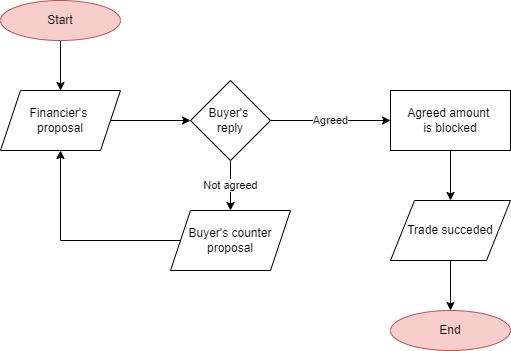 Start
Financier's
proposal
Buyer's
reply
Agreed
Agreed amount
is blocked
Not agreed
Buyer's counter
proposal
Trade succeded
End